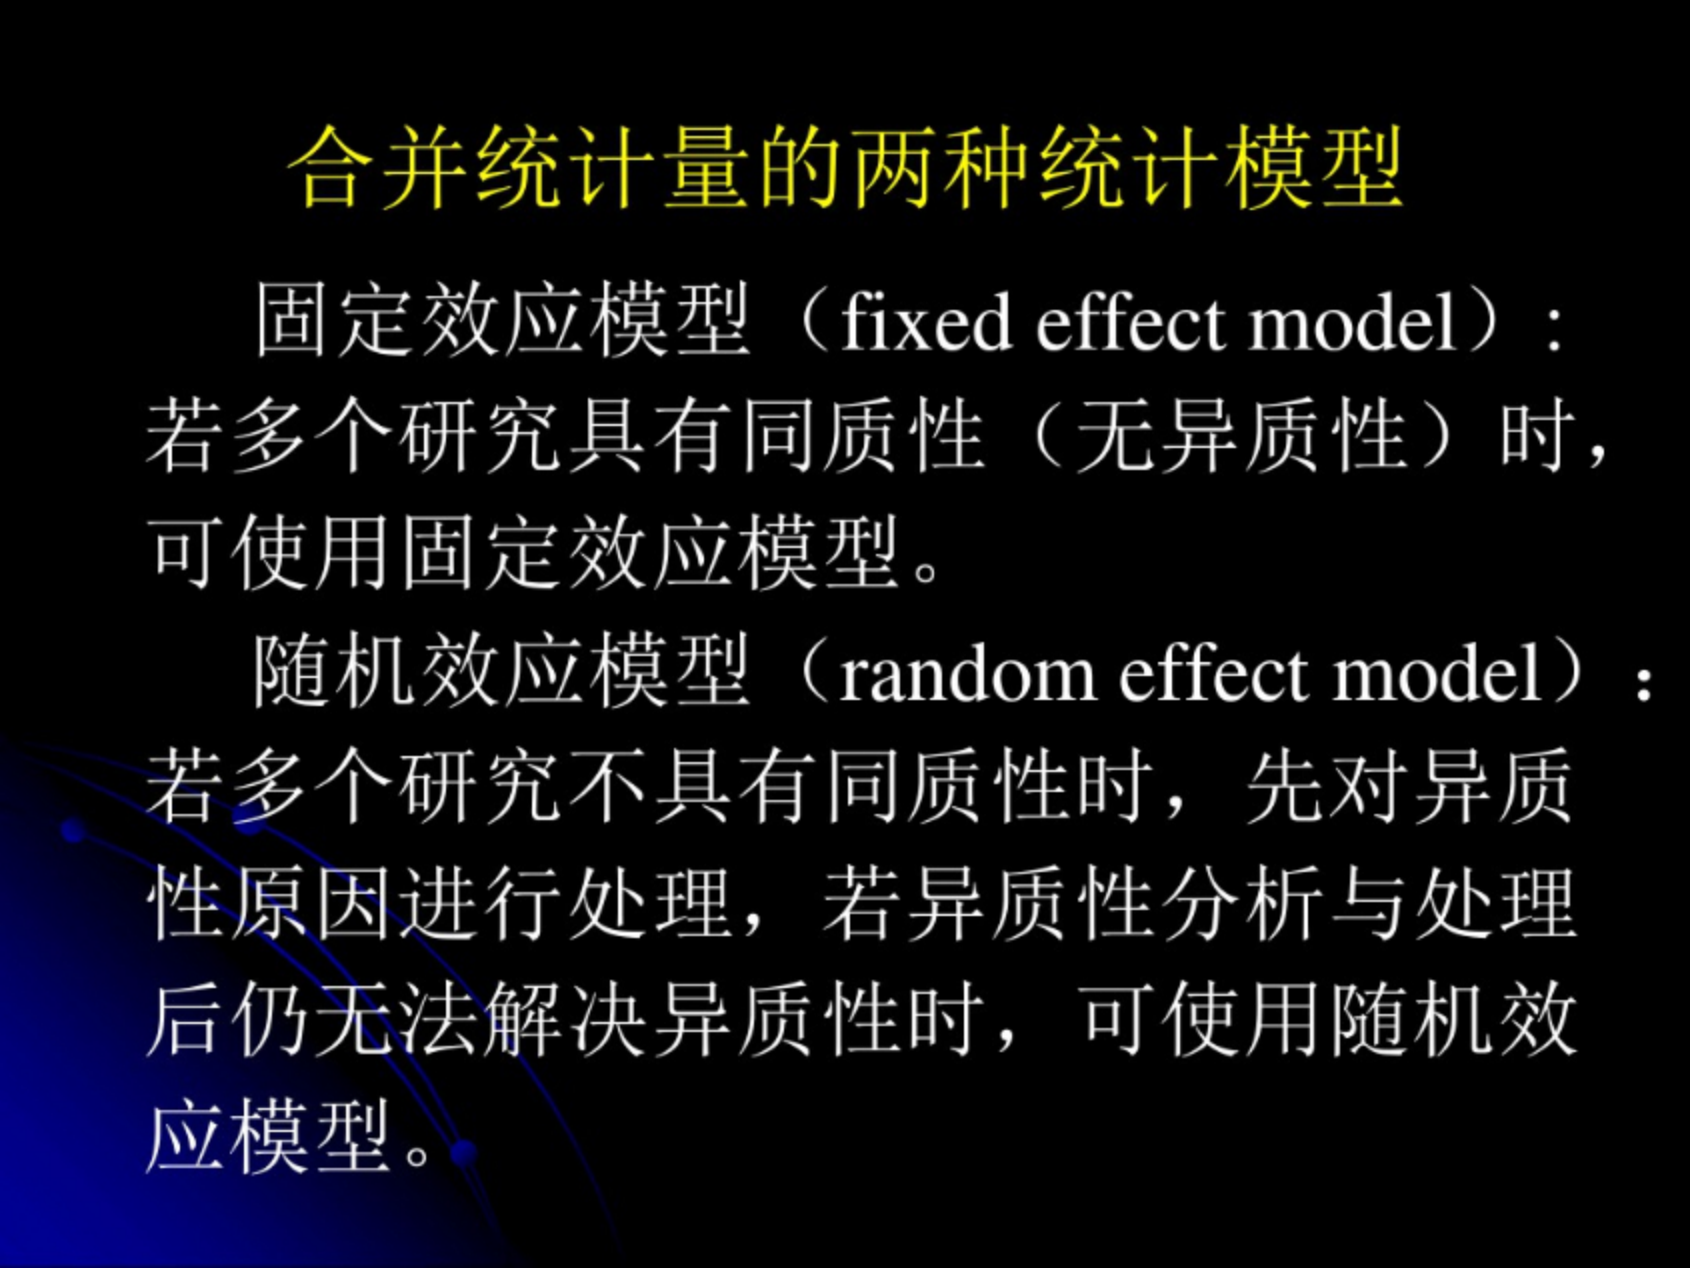 合并统计量的两种统计模型
固定效应模型（fixed effect model）:
若多个研究具有同质性（无异质性）时，
可使用固定效应模型。
随机效应模型（random effect model）：
若多个研究不具有同质性时，先对异质
性原因进行处理，若异质性分析与处理
后仍无法解决异质性时，可使用随机效
应模型。